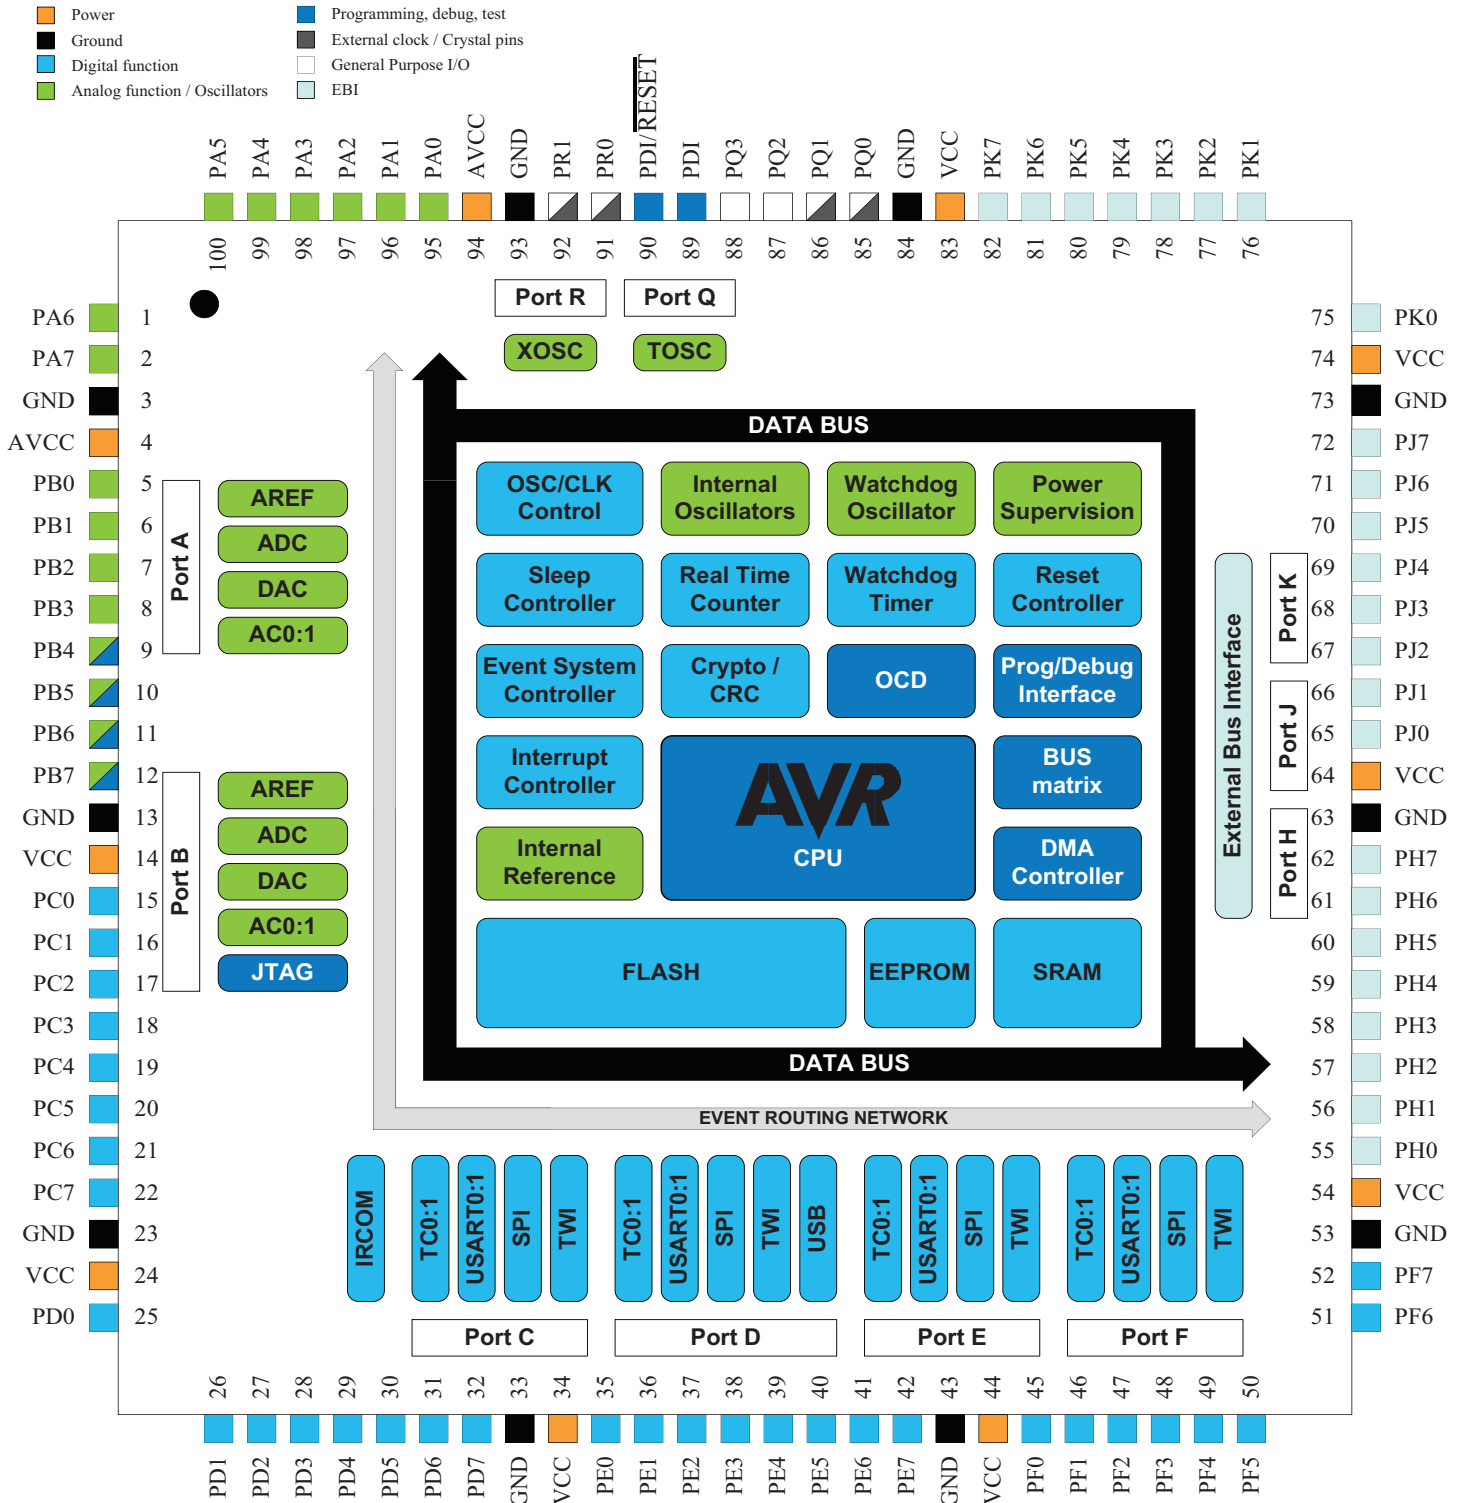 Power
Ground
Digital function
Analog function / Oscillators
Programming, debug, test
External clock / Crystal pins
General Purpose I/O
EBI
PA5
PA4
PA3
PA2
PA1
PA0
AVCC
GND
PR1
PR0
PDI/RESET
PDI
PQ3
PQ2
PQ1
PQ0
GND
VCC
PK7
PK6
PK5
PK4
PK3
PK2
PK1
100
99
98
97
96
95
94
93
92
91
90
89
88
87
86
85
84
83
82
81
80
79
78
77
76
PA6 1
PA7 2
GND 3
AVCC 4
PB0 5
PB1 6
PB2 7
PB3 8
PB4 9
PB5 10
PB6 11
PB7 12
GND 13
VCC 14
PC0 15
PC1 16
PC2 17
PC3 18
PC4 19
PC5 20
PC6 21
PC7 22
GND 23
VCC 24
PD0 25
Port R
Port Q
XOSC
TOSC
Port A
AREF
ADC
DAC
AC0:1
Port B
AREF
ADC
DAC
AC0:1
JTAG
DATA BUS
OSC/CLK
Control
Internal
Oscillators
Watchdog
Oscillator
Power
Supervision
Sleep
Controller
Real Time
Counter
Watchdog
Timer
Reset
Controller
Event System
Controller
Crypto /
CRC
OCD
Prog/Debug
Interface
Interrupt
Controller
AVR
CPU
BUS
matrix
Internal
Reference
DMA
Controller
FLASH
EEPROM
SRAM
DATA BUS
EVENT ROUTING NETWORK
External Bus Interface
Port K
Port J
Port H
75 PK0
74 VCC
73 GND
72 PJ7
71 PJ6
70 PJ5
69 PJ4
68 PJ3
67 PJ2
66 PJ1
65 PJ0
64 VCC
63 GND
62 PH7
61 PH6
60 PH5
59 PH4
58 PH3
57 PH2
56 PH1
55 PH0
54 VCC
53 GND
52 PF7
51 PF6
IRCOM
TC0:1
USART0:1
SPI
TWI
TC0:1
USART0:1
SPI
TWI
USB
TC0:1
USART0:1
SPI
TWI
TC0:1
USART0:1
SPI
TWI
Port C
Port D
Port E
Port F
26
27
28
29
30
31
32
33
34
35
36
37
38
39
40
41
42
43
44
45
46
47
48
49
50
PD1
PD2
PD3
PD4
PD5
PD6
PD7
GND
VCC
PE0
PE1
PE2
PE3
PE4
PE5
PE6
PE7
GND
VCC
PF0
PF1
PF2
PF3
PF4
PF5